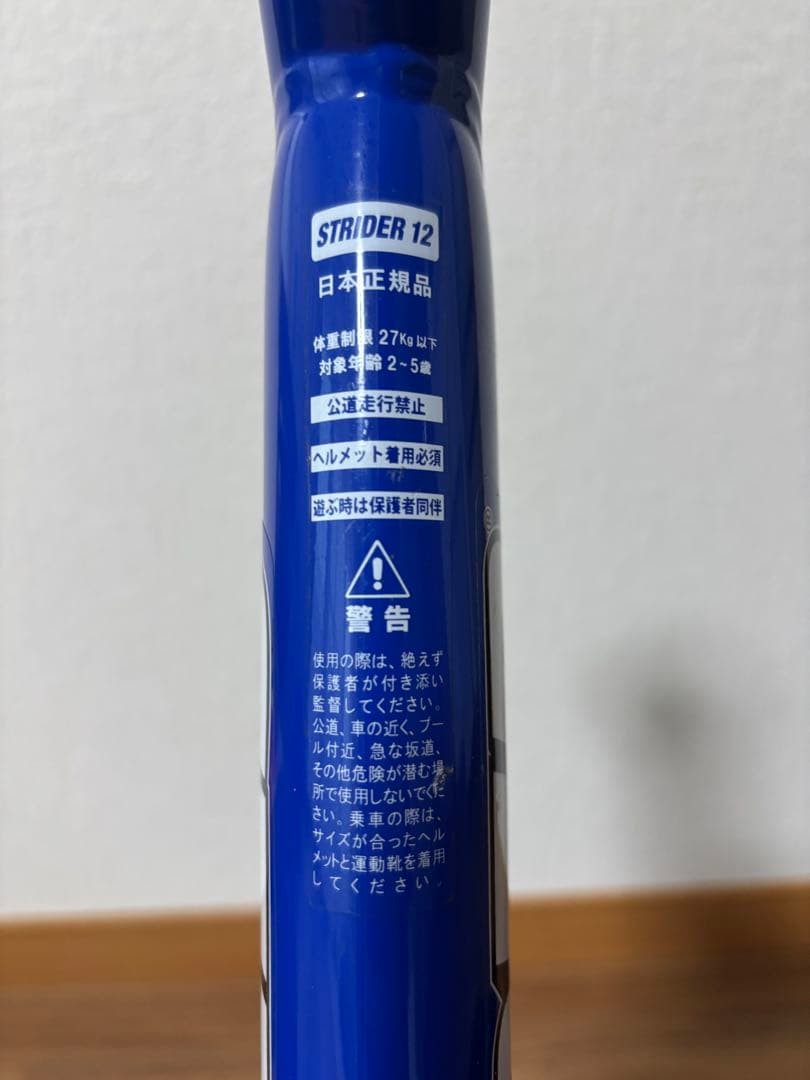 STRIDER 12
日本正規品
体重制限 27Kg以下
対象年齢 2~5歳
公道走行禁止
ヘルメット着用必須
遊ぶ時は保護者同伴
警告
使用の際は、絶えず
保護者が付き添い
監督してください。
公道、車の近く、プー
ル付近、急な坂道、
その他危険が潜む場
所で使用しないでくだ
さい。乗車の際は、
サイズが合ったヘル
メットと運動靴を着用
してください。